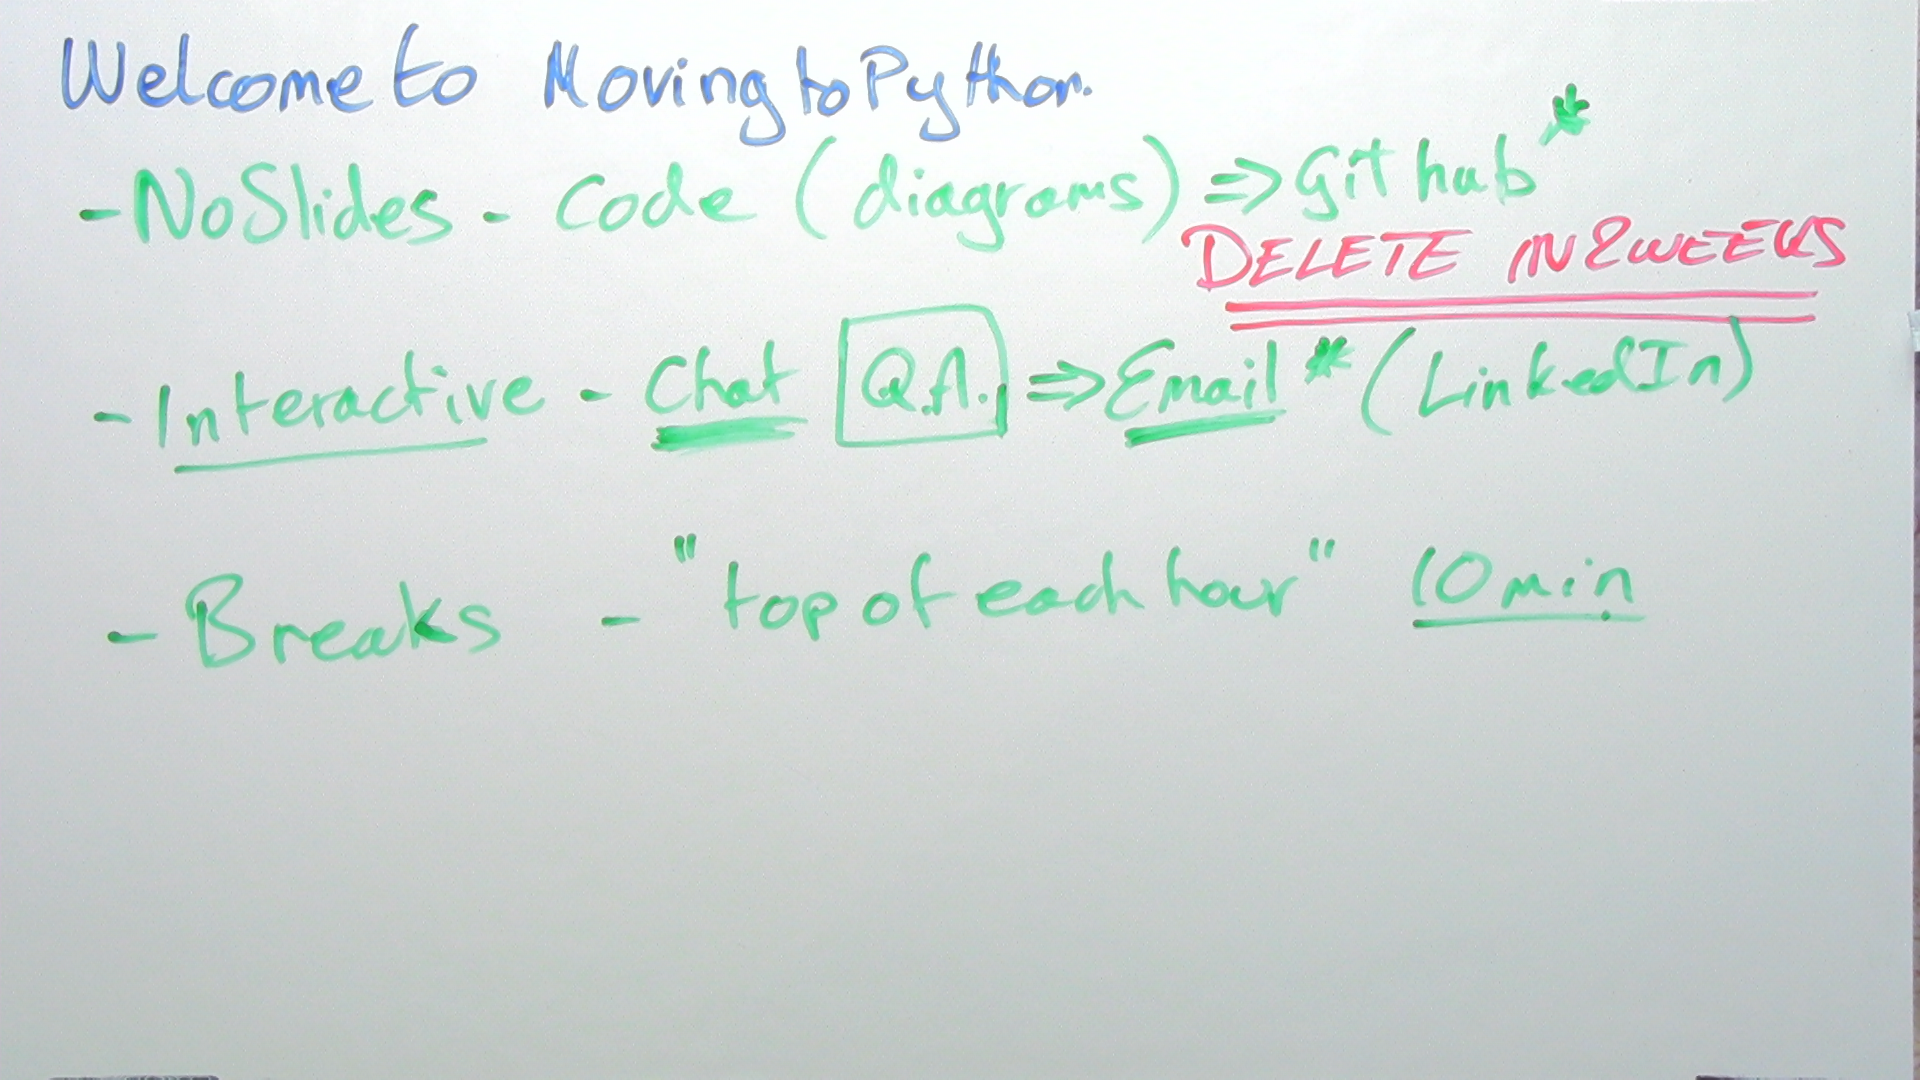 Welcome to Moving to Python.
- No Slides - Code (diagrams) => Github*
DELETE IN 2 WEEKS
- Interactive - Chat Q.A. => Email * (LinkedIn)
- Breaks - "top of each hour" 10 min